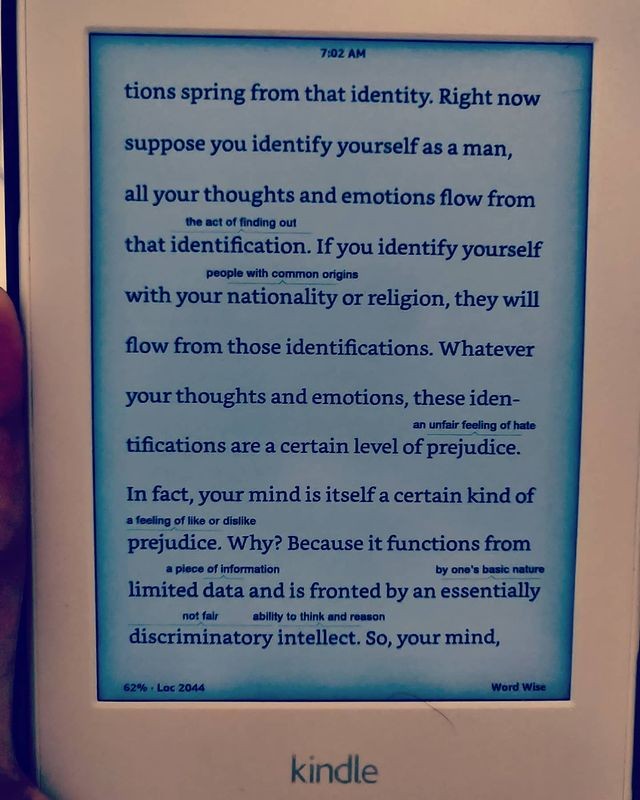 7:02 AM
tions spring from that identity. Right now
suppose you identify yourself as a man,
all your thoughts and emotions flow from
the act of finding out
that identification. If you identify yourself
people with common origins
with your nationality or religion, they will
flow from those identifications. Whatever
your thoughts and emotions, these iden-
an unfair feeling of hate
tifications are a certain level of prejudice.
In fact, your mind is itself a certain kind of
a feeling of like or dislike
prejudice. Why? Because it functions from
a piece of information by one's basic nature
limited data and is fronted by an essentially
not fair ability to think and reason
discriminatory intellect. So, your mind,
62% · Loc 2044 Word Wise
kindle